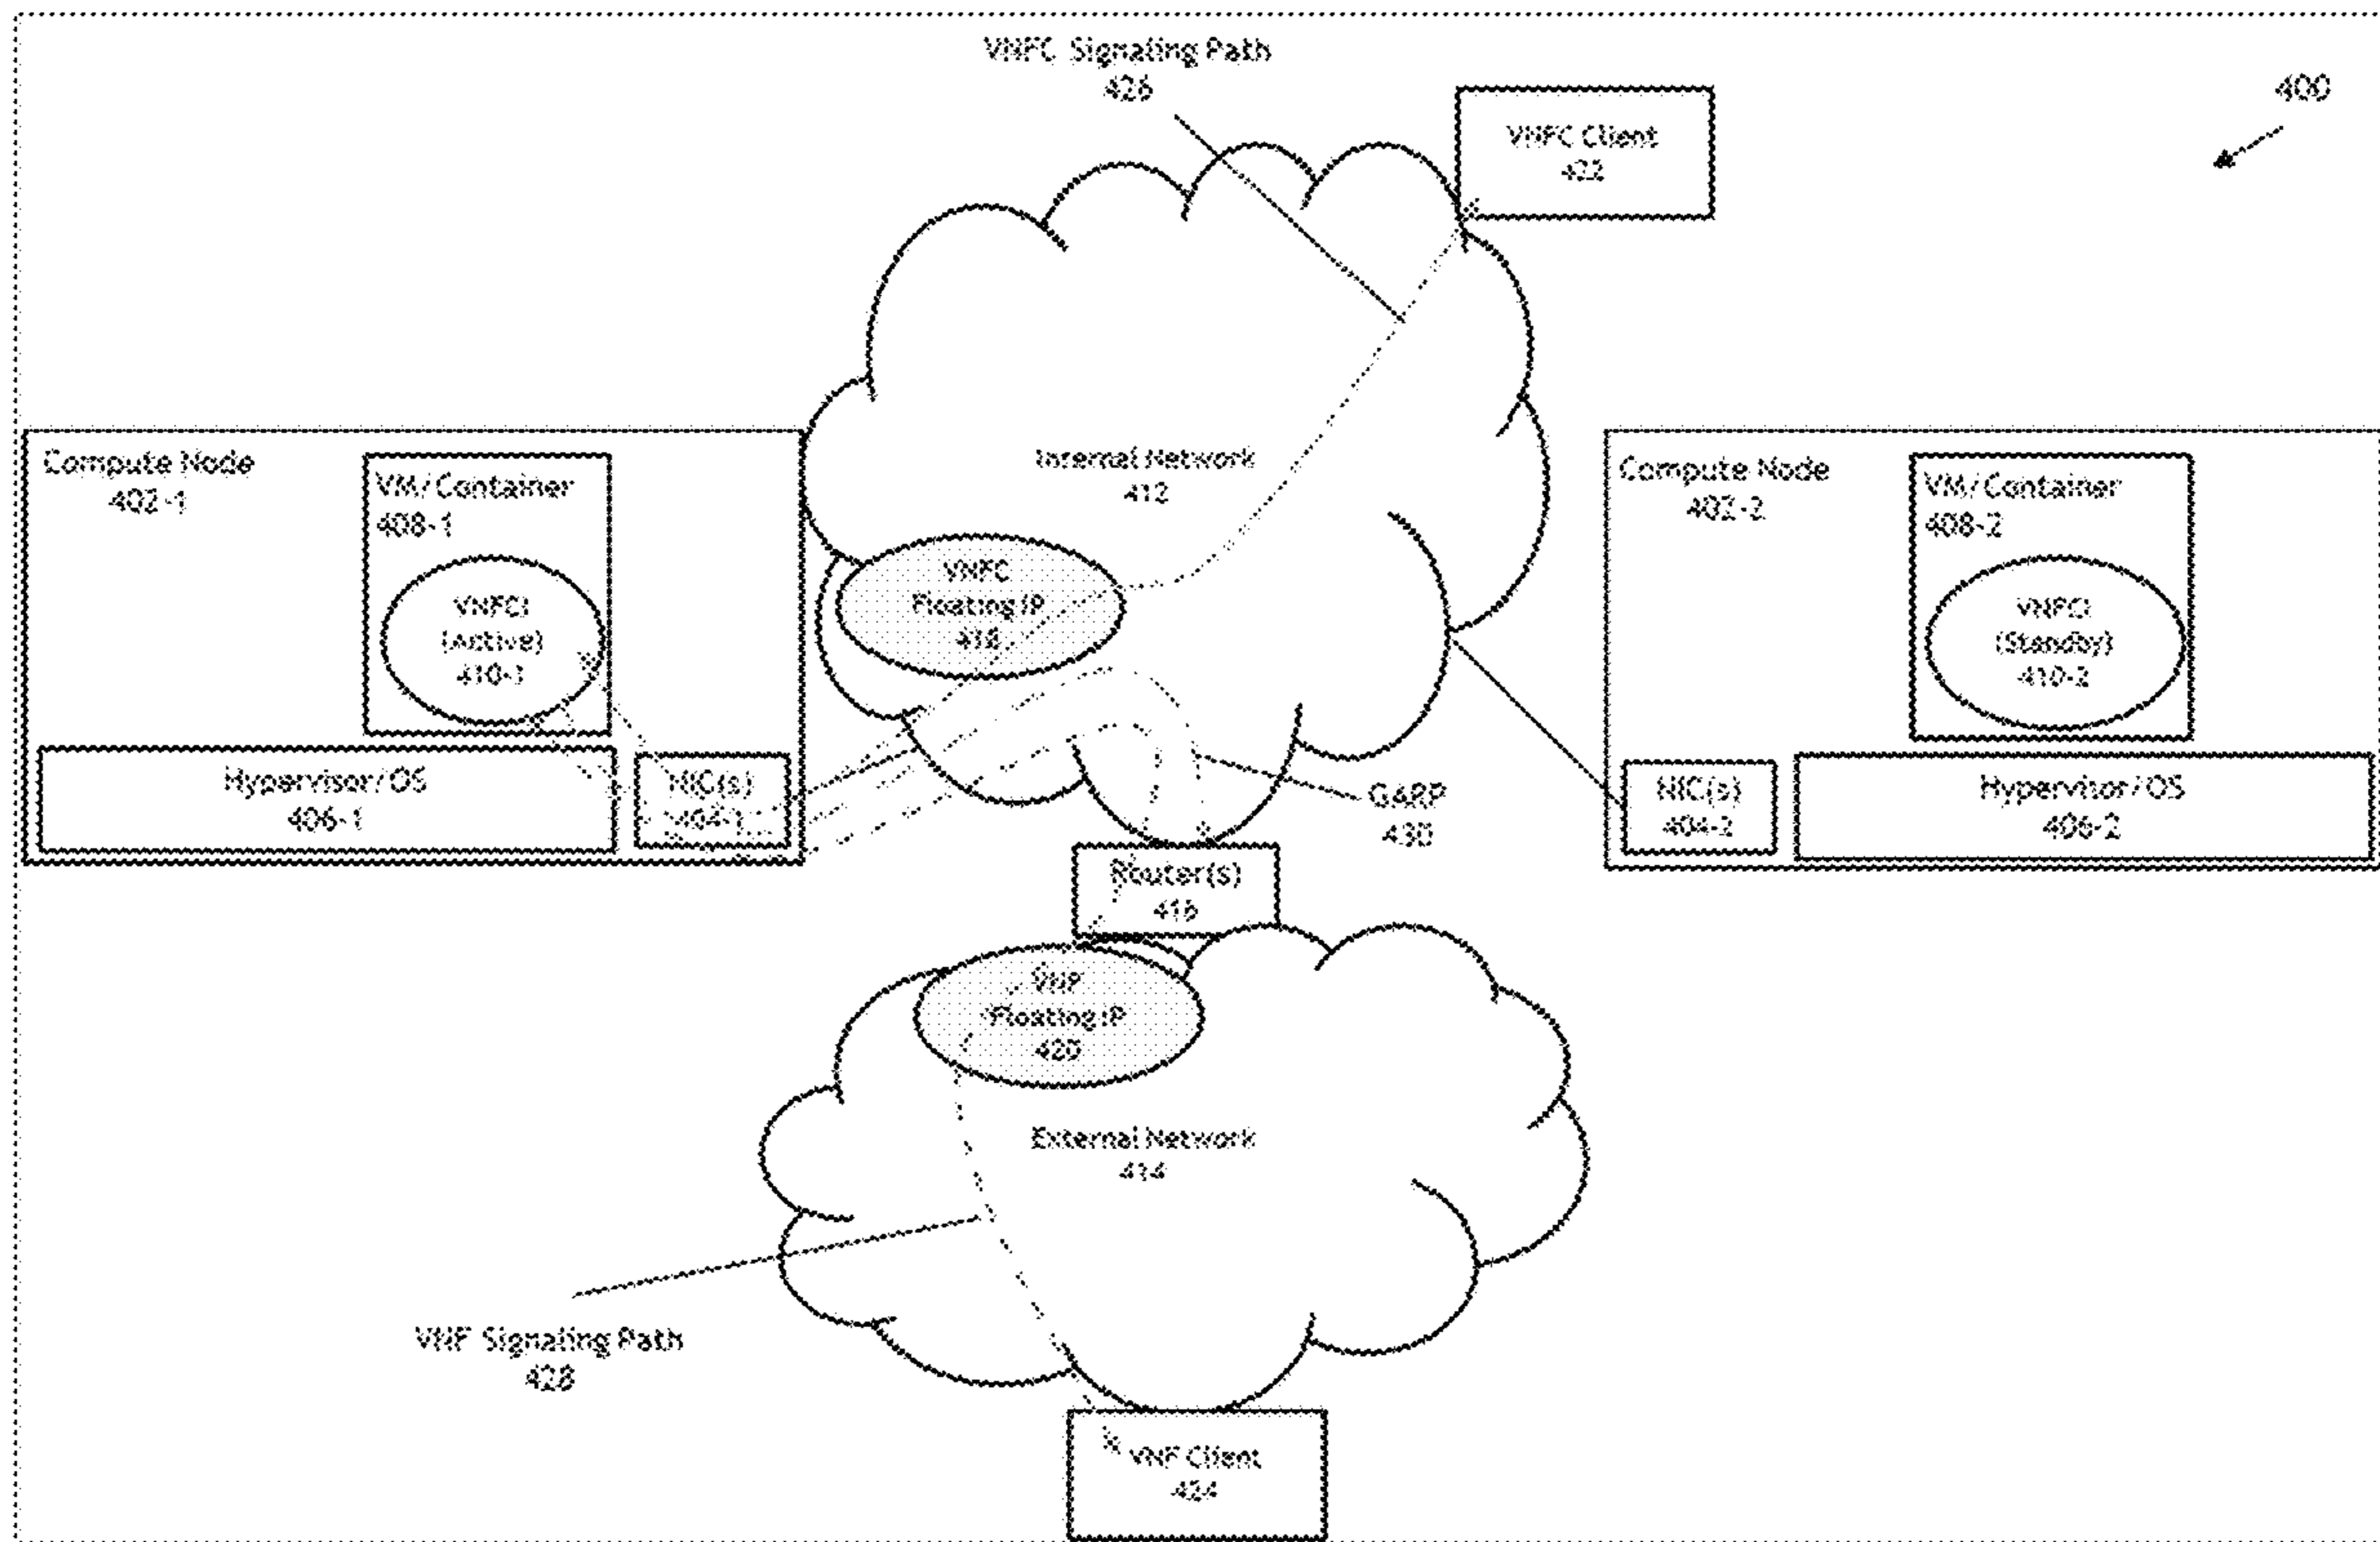 VNFC Signaling Path
426
400
VNFC Client
422
Internal Network
412
Compute Node
402-1
VM/Container
408-1
VNFCI
(Active)
410-1
Hypervisor/OS
406-1
NIC(s)
404-1
VNFC
Floating IP
418
GARP
430
Compute Node
402-2
VM/Container
408-2
VNFCI
(Standby)
410-2
NIC(s)
404-2
Hypervisor/OS
406-2
Router(s)
416
VNF
Floating IP
420
External Network
414
VNF Signaling Path
428
VNF Client
424